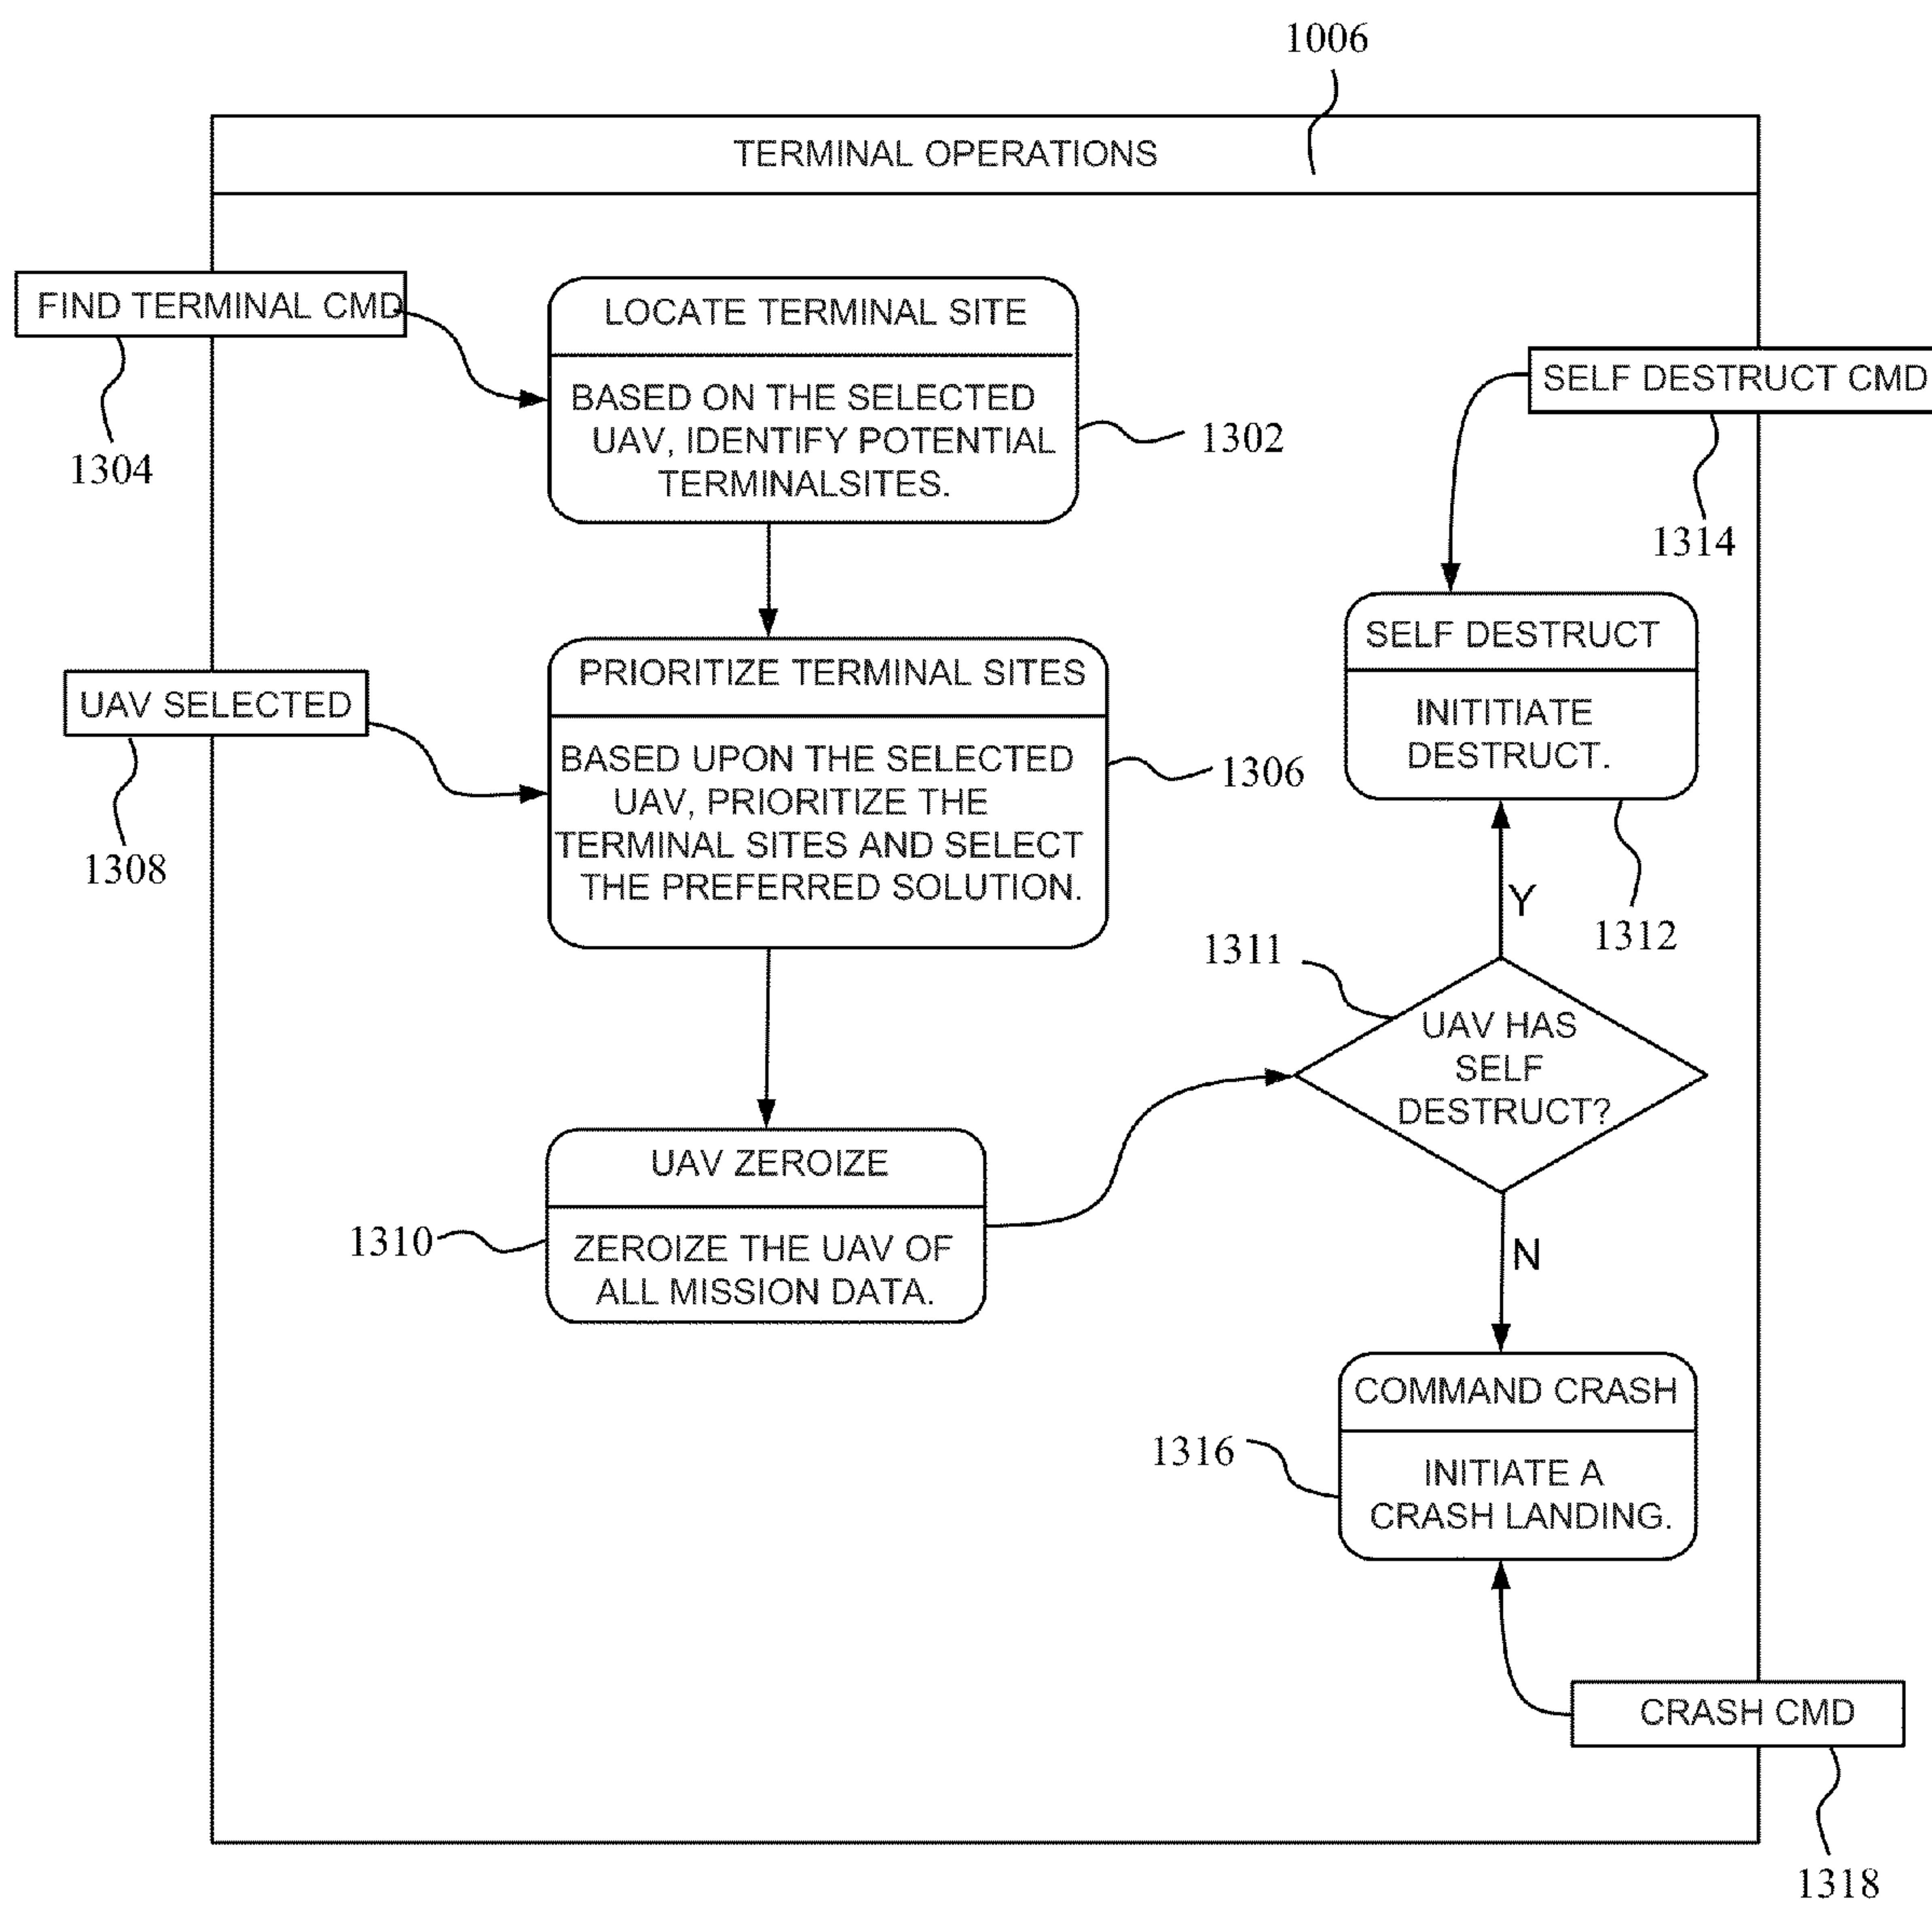 1006
TERMINAL OPERATIONS
FIND TERMINAL CMD
1304
LOCATE TERMINAL SITE
BASED ON THE SELECTED
UAV, IDENTIFY POTENTIAL
TERMINALSITES.
1302
SELF DESTRUCT CMD
1314
UAV SELECTED
1308
PRIORITIZE TERMINAL SITES
BASED UPON THE SELECTED
UAV, PRIORITIZE THE
TERMINAL SITES AND SELECT
THE PREFERRED SOLUTION.
1306
SELF DESTRUCT
INITITIATE
DESTRUCT.
1312
Y
1311
UAV HAS
SELF
DESTRUCT?
UAV ZEROIZE
ZEROIZE THE UAV OF
ALL MISSION DATA.
1310
N
COMMAND CRASH
INITIATE A
CRASH LANDING.
1316
CRASH CMD
1318